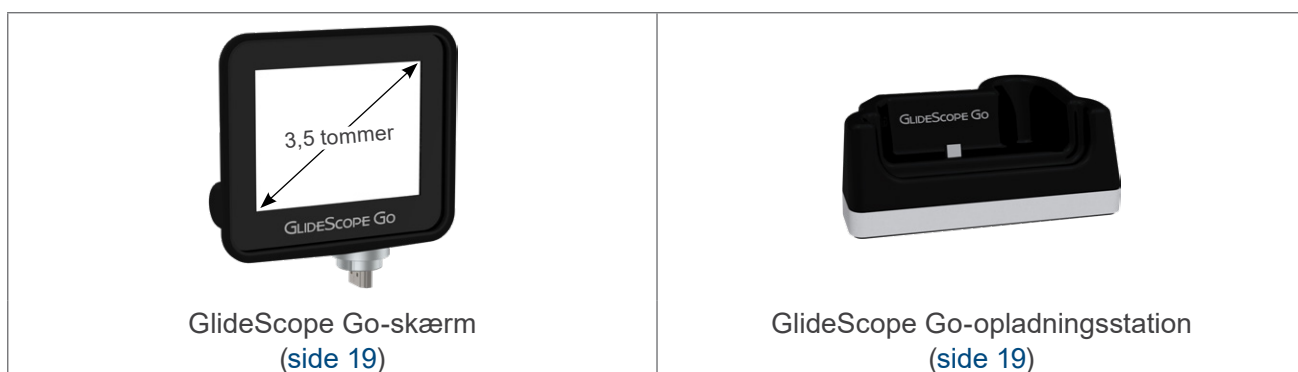 3,5 tommer
GLIDESCOPE GO
GlideScope Go-skærm
(side 19)
GLIDESCOPE GO
GlideScope Go-opladningsstation
(side 19)